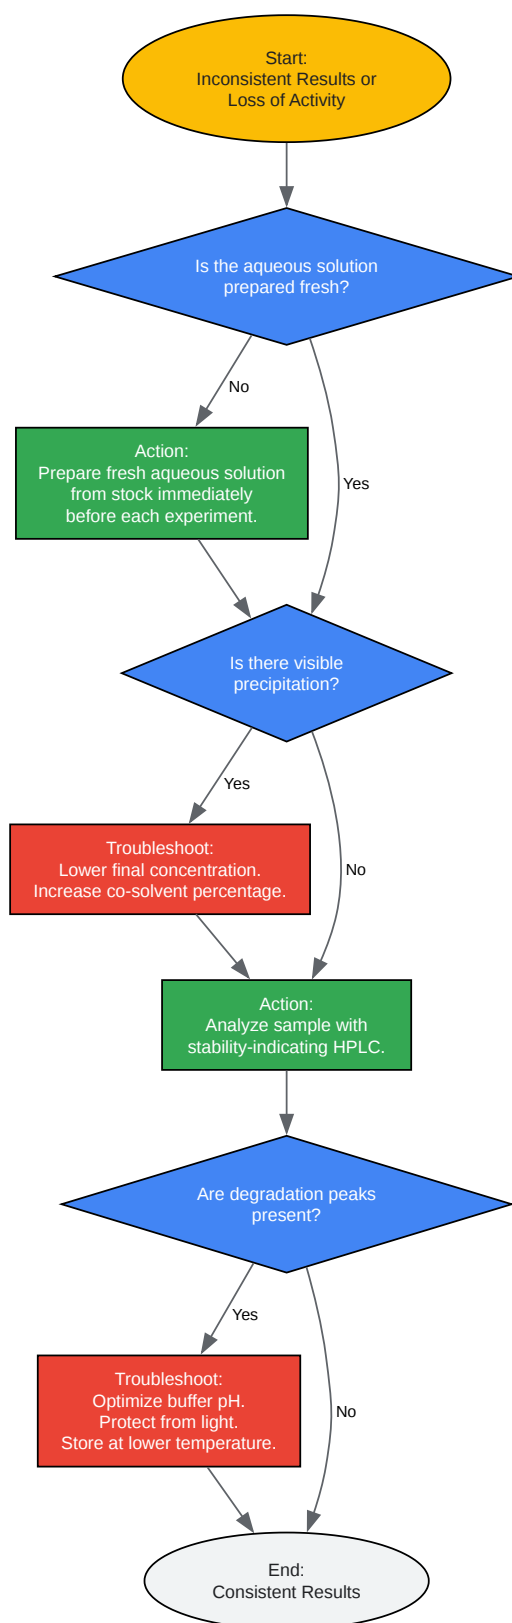 Start:
Inconsistent Results or
Loss of Activity
Is the aqueous solution
prepared fresh?
No
Action:
Prepare fresh aqueous solution
from stock immediately
before each experiment.
Yes
Is there visible
precipitation?
Yes
Troubleshoot:
Lower final concentration.
Increase co-solvent percentage.
No
Action:
Analyze sample with
stability-indicating HPLC.
Are degradation peaks
present?
Yes
Troubleshoot:
Optimize buffer pH.
Protect from light.
Store at lower temperature.
No
End:
Consistent Results